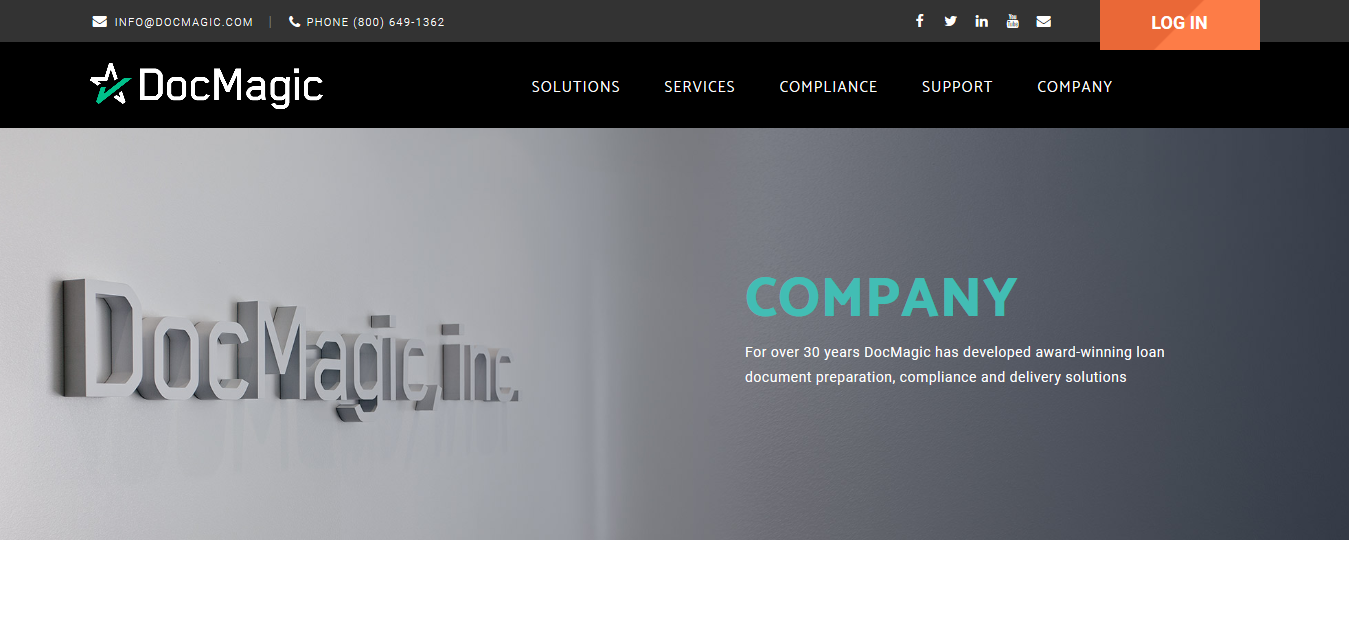 INFO@DOCMAGIC.COM | PHONE (800) 649-1362
LOG IN
DocMagic
SOLUTIONS SERVICES COMPLIANCE SUPPORT COMPANY
DocMagic, inc.
COMPANY
For over 30 years DocMagic has developed award-winning loan
document preparation, compliance and delivery solutions